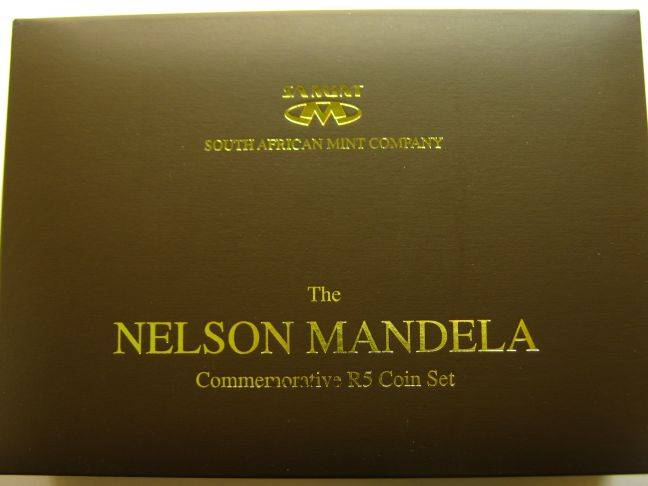 SAMINT
SOUTH AFRICAN MINT COMPANY
The
NELSON MANDELA
Commemorative R5 Coin Set